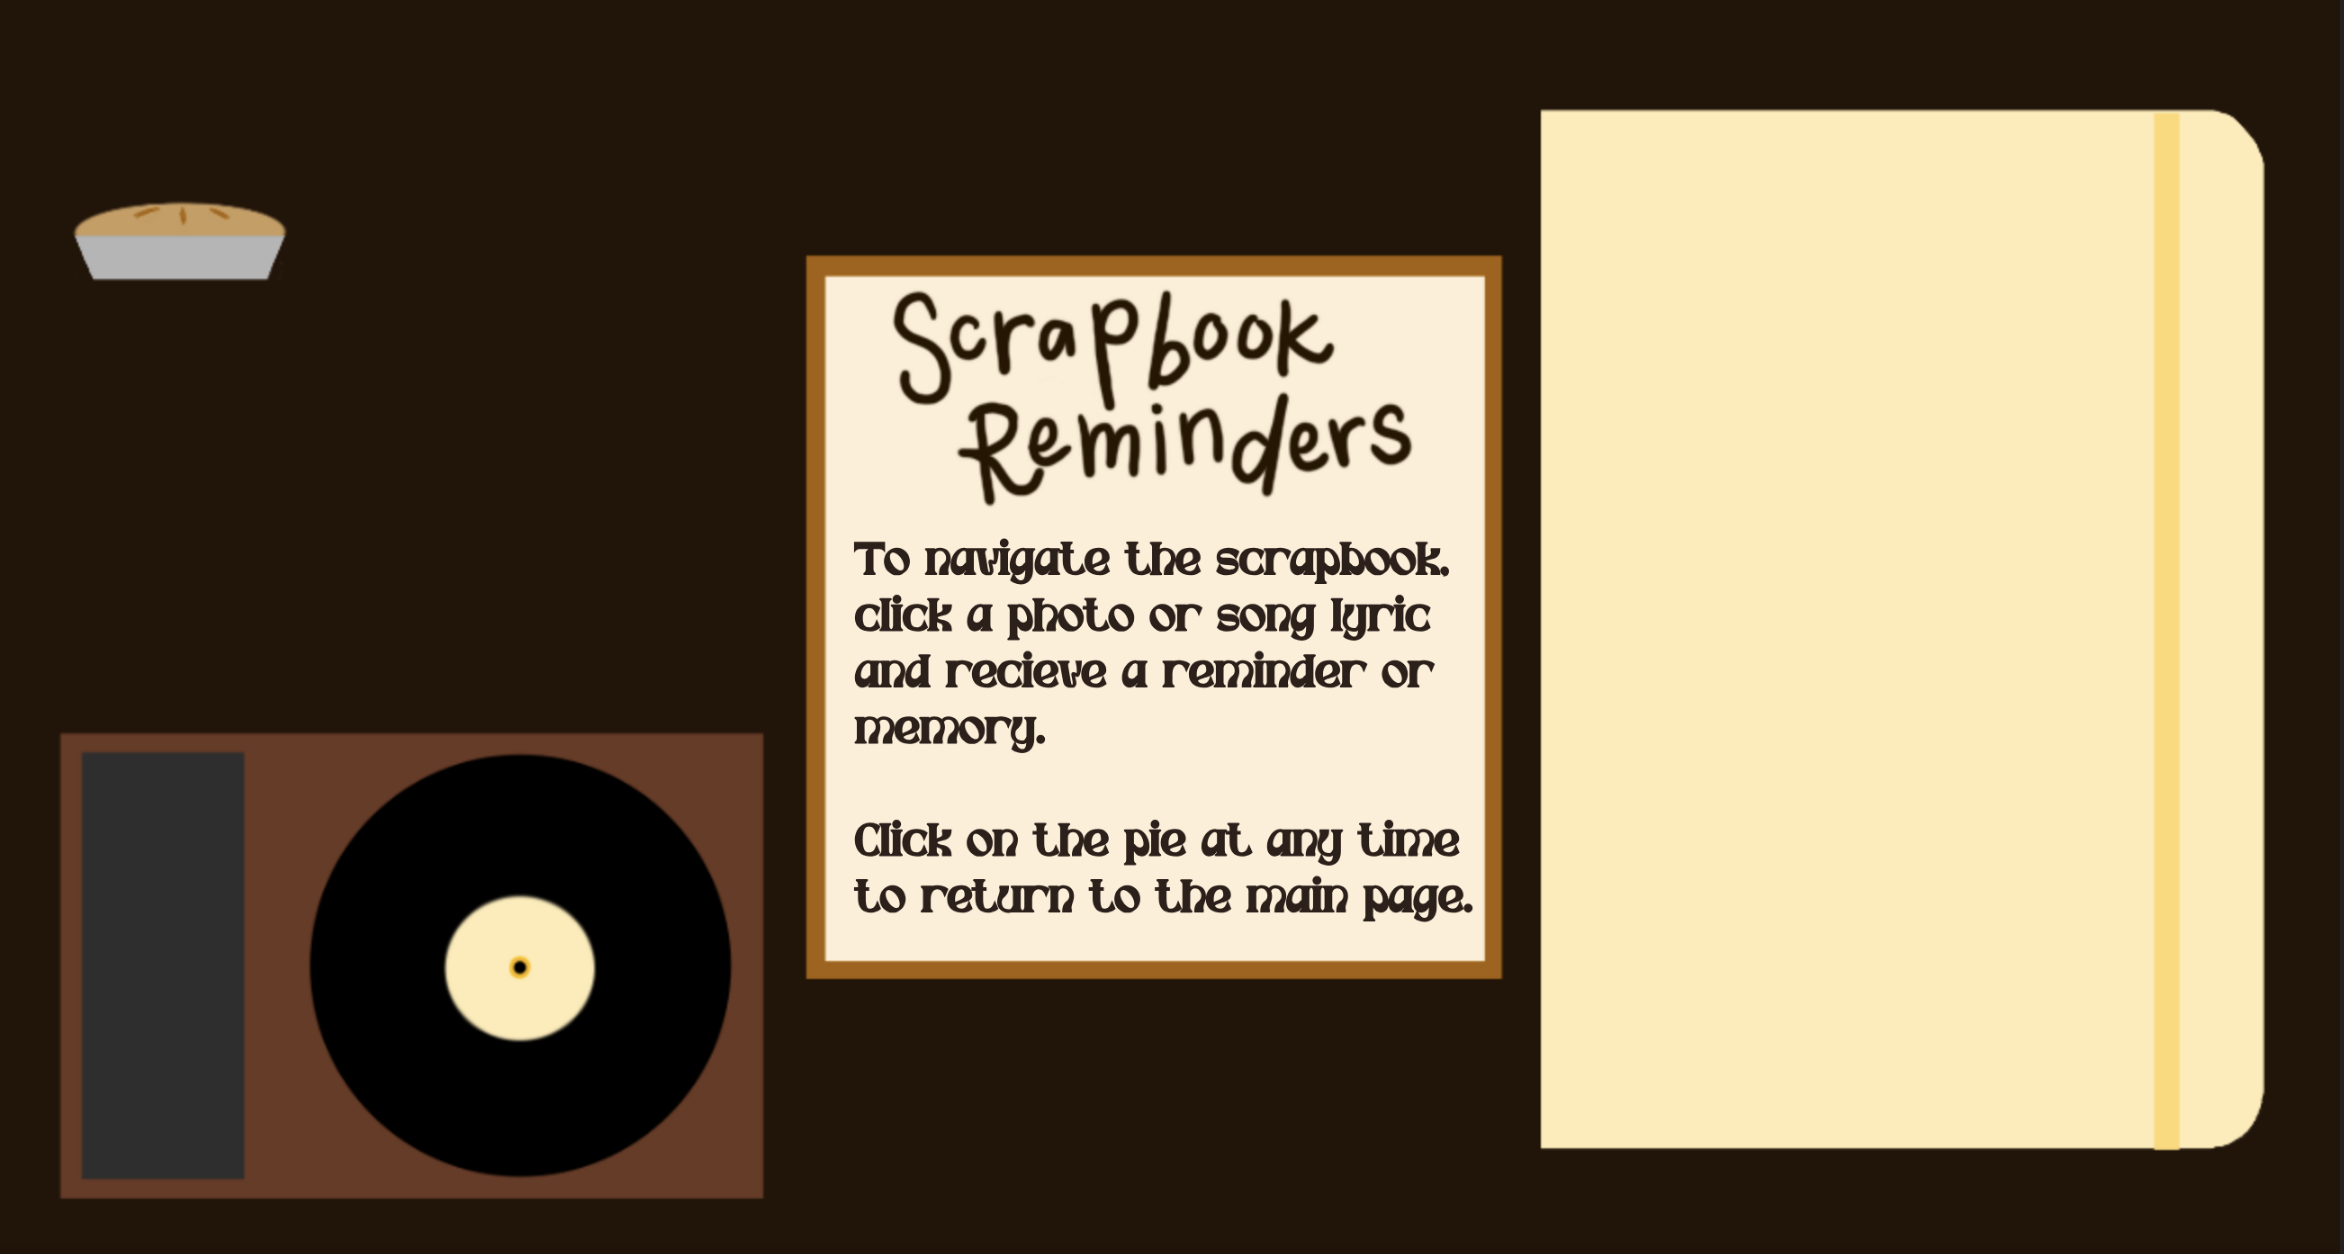 Scrapbook
Reminders
To navigate the scrapbook,
click a photo or song lyric
and recieve a reminder or
memory.
Click on the pie at any time
to return to the main page.